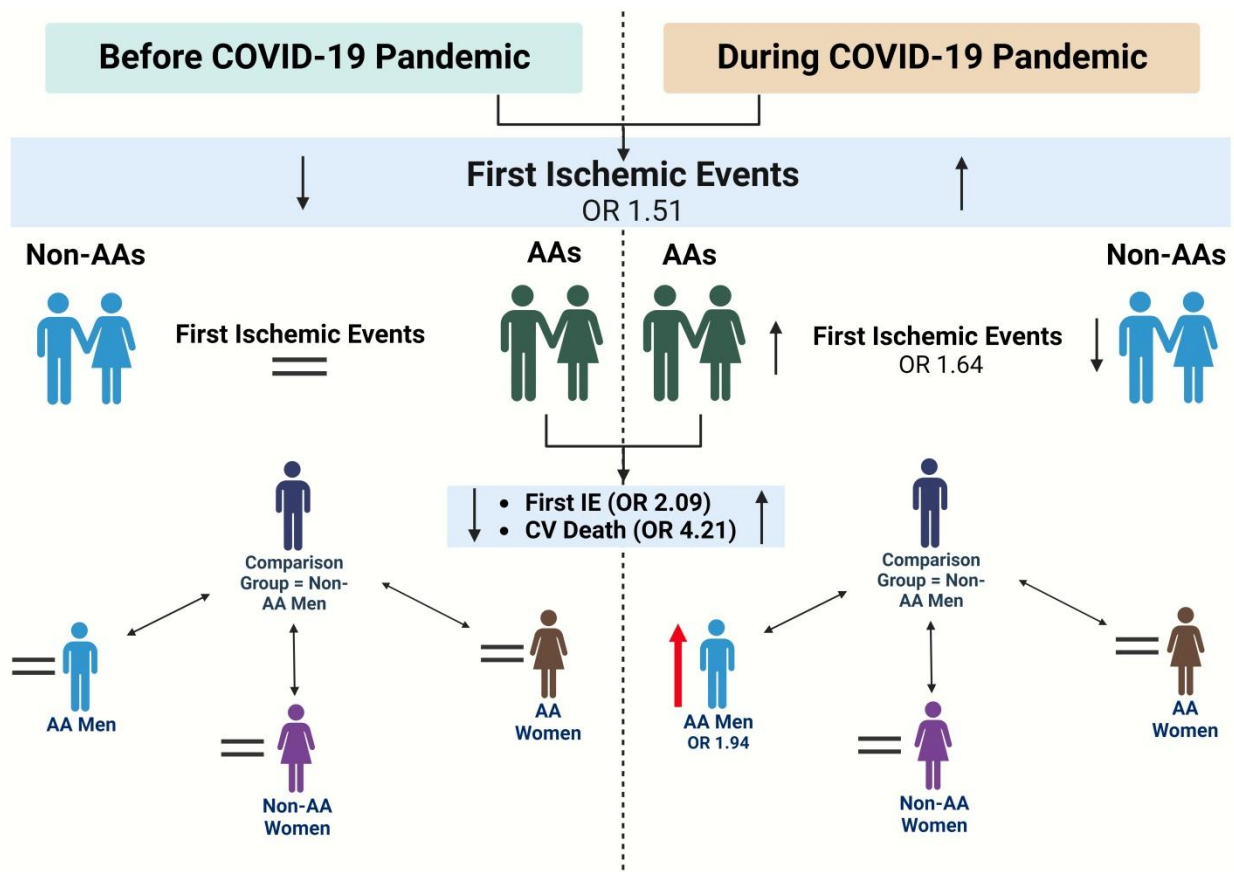 Before COVID-19 Pandemic
During COVID-19 Pandemic
First Ischemic Events
OR 1.51
Non-AAs
AAs
AAs
Non-AAs
First Ischemic Events
First Ischemic Events
OR 1.64
• First IE (OR 2.09)
• CV Death (OR 4.21)
Comparison
Group = Non-
AA Men
AA Men
AA
Women
Non-AA
Women
Comparison
Group = Non-
AA Men
AA Men
OR 1.94
AA
Women
Non-AA
Women